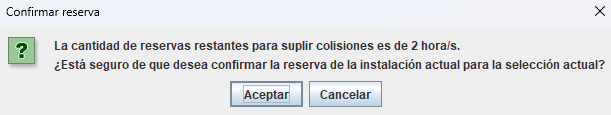 Confirmar reserva
La cantidad de reservas restantes para suplir colisiones es de 2 hora/s.
¿Está seguro de que desea confirmar la reserva de la instalación actual para la selección actual?
Aceptar Cancelar